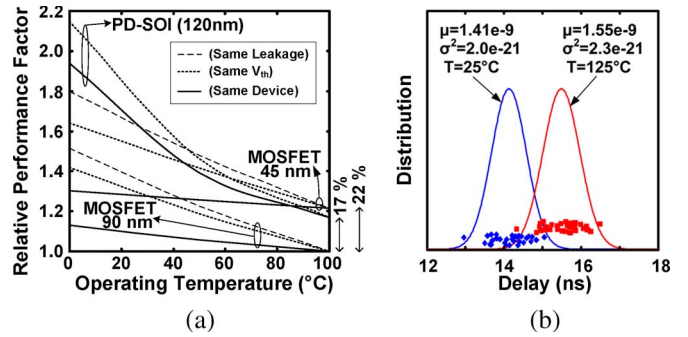 Relative Performance Factor
2.2
2.0
1.8
1.6
1.4
1.2
1.0
PD-SOI (120nm)
(Same Leakage)
(Same Vth)
(Same Device)
MOSFET
45 nm
MOSFET
90 nm
17 %
22 %
0 20 40 60 80 100
Operating Temperature (°C)
(a)
Distribution
μ=1.41e-9
σ²=2.0e-21
T=25°C
μ=1.55e-9
σ²=2.3e-21
T=125°C
12 14 16 18
Delay (ns)
(b)